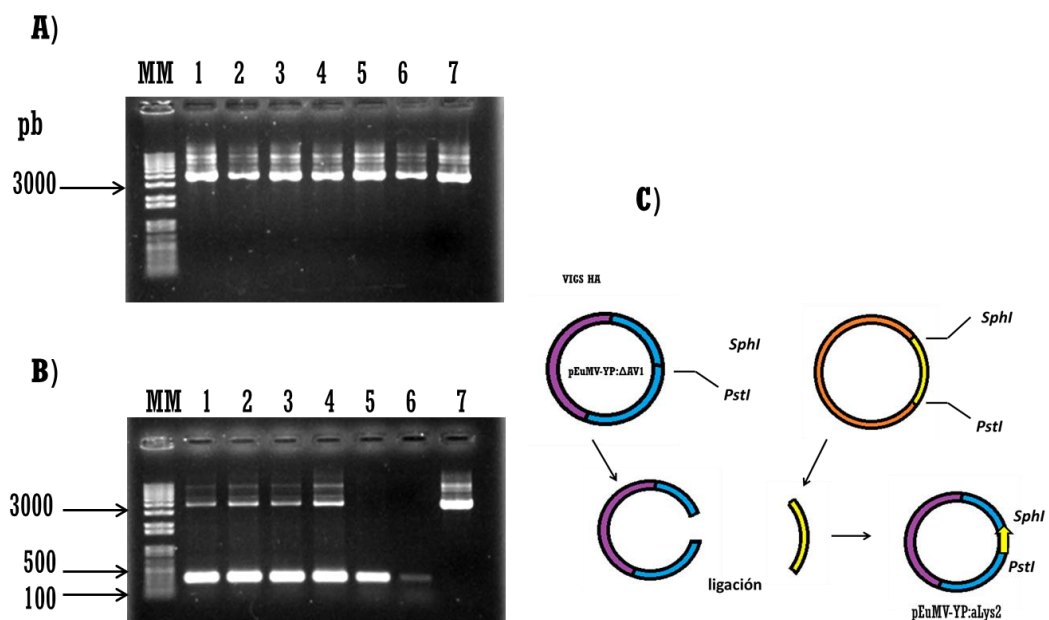 A)
MM 1 2 3 4 5 6 7
pb
3000
B)
MM 1 2 3 4 5 6 7
3000
500
100
C)
VIGS HA
pEuMV-YP:ΔAV1
SphI
PstI
SphI
PstI
ligación
SphI
PstI
pEuMV-YP:aLys2